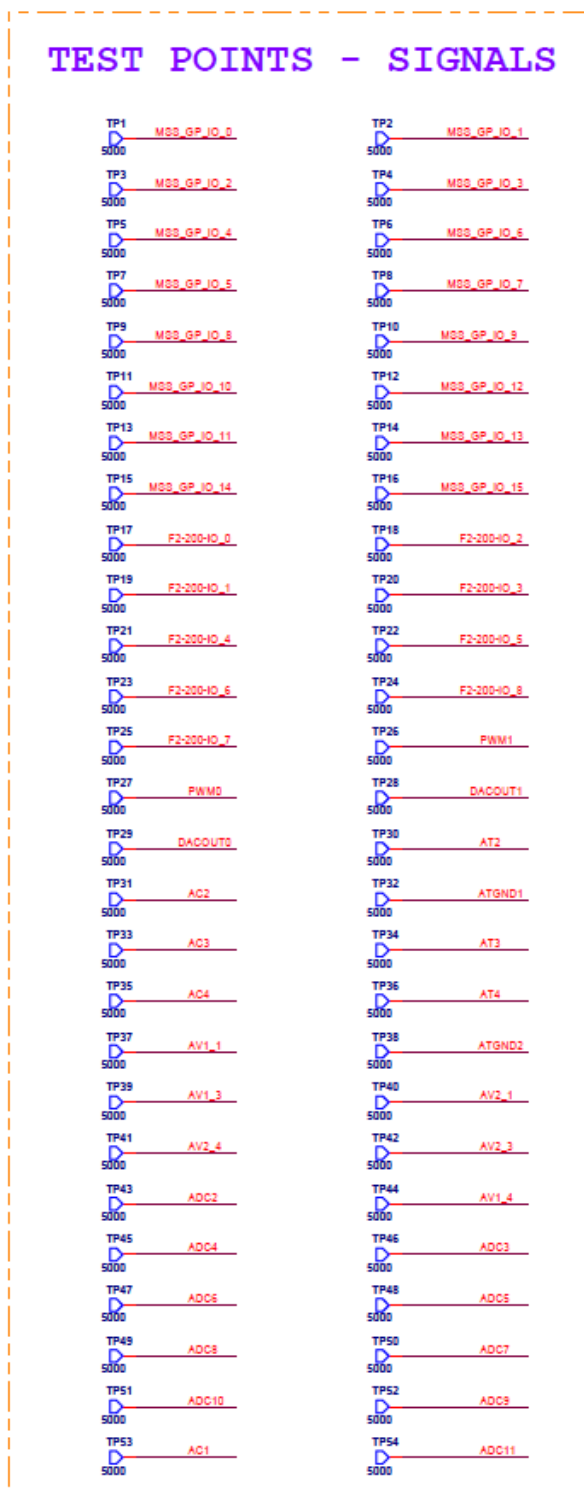 TEST POINTS - SIGNALS
TP1 MSS_GP_IO_0 5000 TP2 MSS_GP_IO_1 5000
TP3 MSS_GP_IO_2 5000 TP4 MSS_GP_IO_3 5000
TP5 MSS_GP_IO_4 5000 TP6 MSS_GP_IO_6 5000
TP7 MSS_GP_IO_5 5000 TP8 MSS_GP_IO_7 5000
TP9 MSS_GP_IO_8 5000 TP10 MSS_GP_IO_9 5000
TP11 MSS_GP_IO_10 5000 TP12 MSS_GP_IO_12 5000
TP13 MSS_GP_IO_11 5000 TP14 MSS_GP_IO_13 5000
TP15 MSS_GP_IO_14 5000 TP16 MSS_GP_IO_15 5000
TP17 F2-200-IO_0 5000 TP18 F2-200-IO_2 5000
TP19 F2-200-IO_1 5000 TP20 F2-200-IO_3 5000
TP21 F2-200-IO_4 5000 TP22 F2-200-IO_5 5000
TP23 F2-200-IO_6 5000 TP24 F2-200-IO_8 5000
TP25 F2-200-IO_7 5000 TP26 PWM1 5000
TP27 PWM0 5000 TP28 DACOUT1 5000
TP29 DACOUT0 5000 TP30 AT2 5000
TP31 AC2 5000 TP32 ATGND1 5000
TP33 AC3 5000 TP34 AT3 5000
TP35 AC4 5000 TP36 AT4 5000
TP37 AV1_1 5000 TP38 ATGND2 5000
TP39 AV1_3 5000 TP40 AV2_1 5000
TP41 AV2_4 5000 TP42 AV2_3 5000
TP43 ADC2 5000 TP44 AV1_4 5000
TP45 ADC4 5000 TP46 ADC3 5000
TP47 ADC6 5000 TP48 ADC5 5000
TP49 ADC8 5000 TP50 ADC7 5000
TP51 ADC10 5000 TP52 ADC9 5000
TP53 AC1 5000 TP54 ADC11 5000